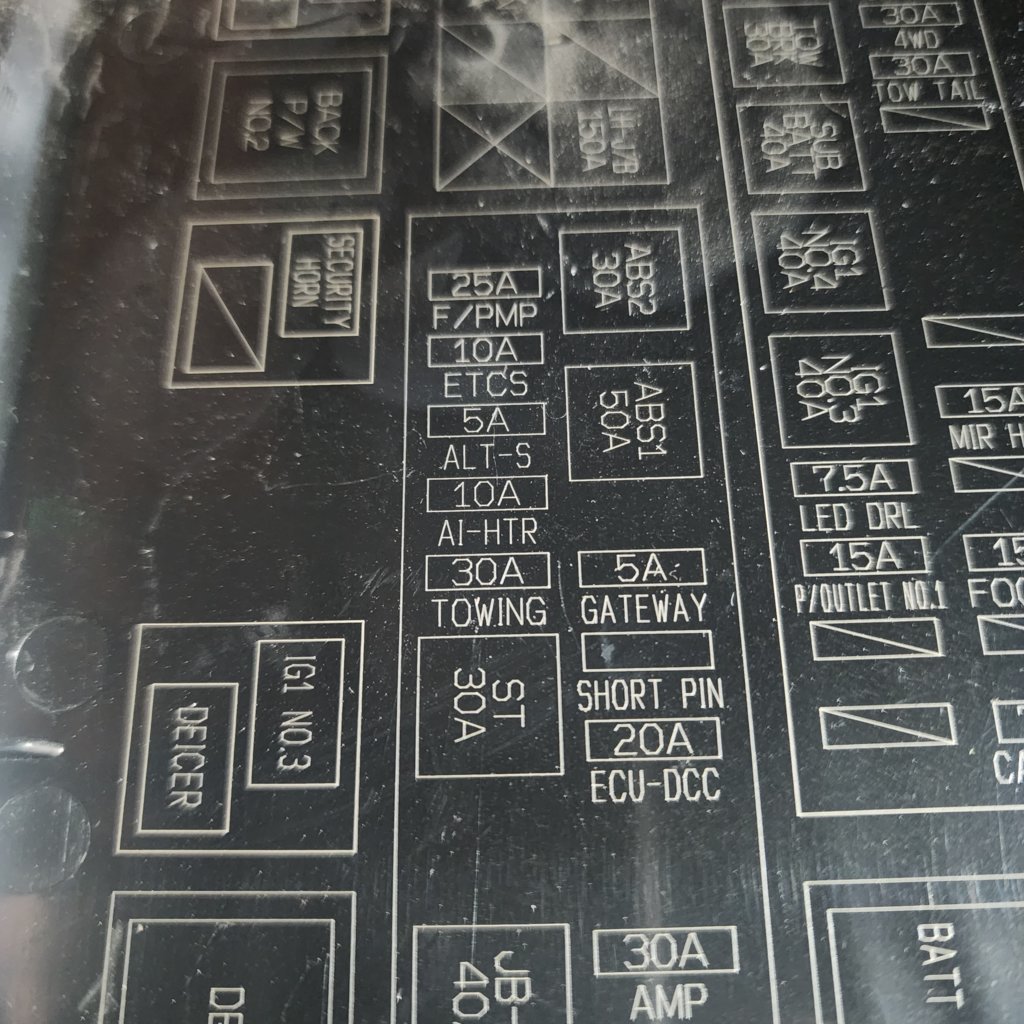 BACK
P/W
NO.2
SECURITY
HORN
IG1 NO.3
DEICER
25A
F/PMP
10A
ETCS
5A
ALT-S
10A
AI-HTR
30A
TOWING
ST
30A
ABS2
30A
ABS1
50A
5A
GATEWAY
SHORT PIN
20A
ECU-DCC
30A
AMP
SUB
BATT
40A
IG1
NO.4
40A
IG1
NO.3
40A
30A
4WD
30A
TOW TAIL
15A
MIR
7.5A
LED DRL
15A
P/OUTLET NO.1
BATT